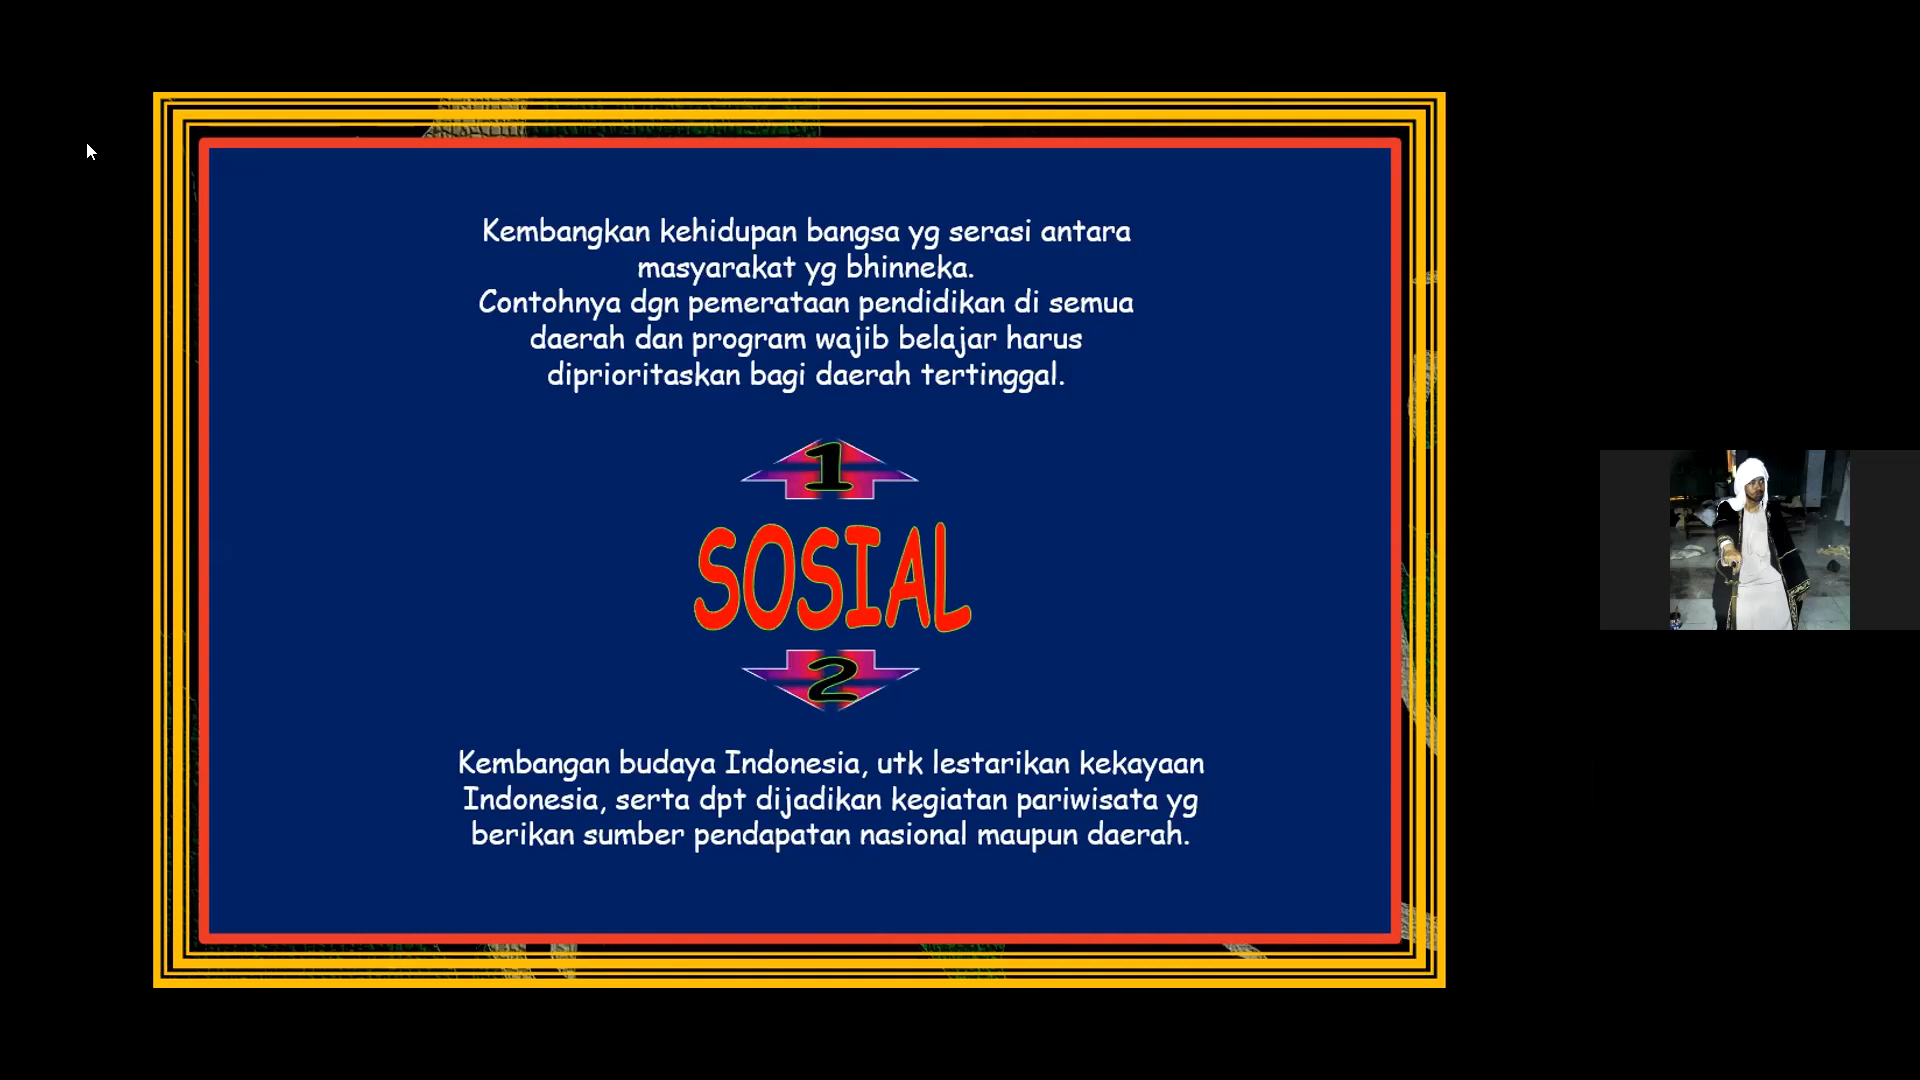 Kembangkan kehidupan bangsa yg serasi antara
masyarakat yg bhinneka.
Contohnya dgn pemerataan pendidikan di semua
daerah dan program wajib belajar harus
diprioritaskan bagi daerah tertinggal.
1
SOSIAL
2
Kembangan budaya Indonesia, utk lestarikan kekayaan
Indonesia, serta dpt dijadikan kegiatan pariwisata yg
berikan sumber pendapatan nasional maupun daerah.